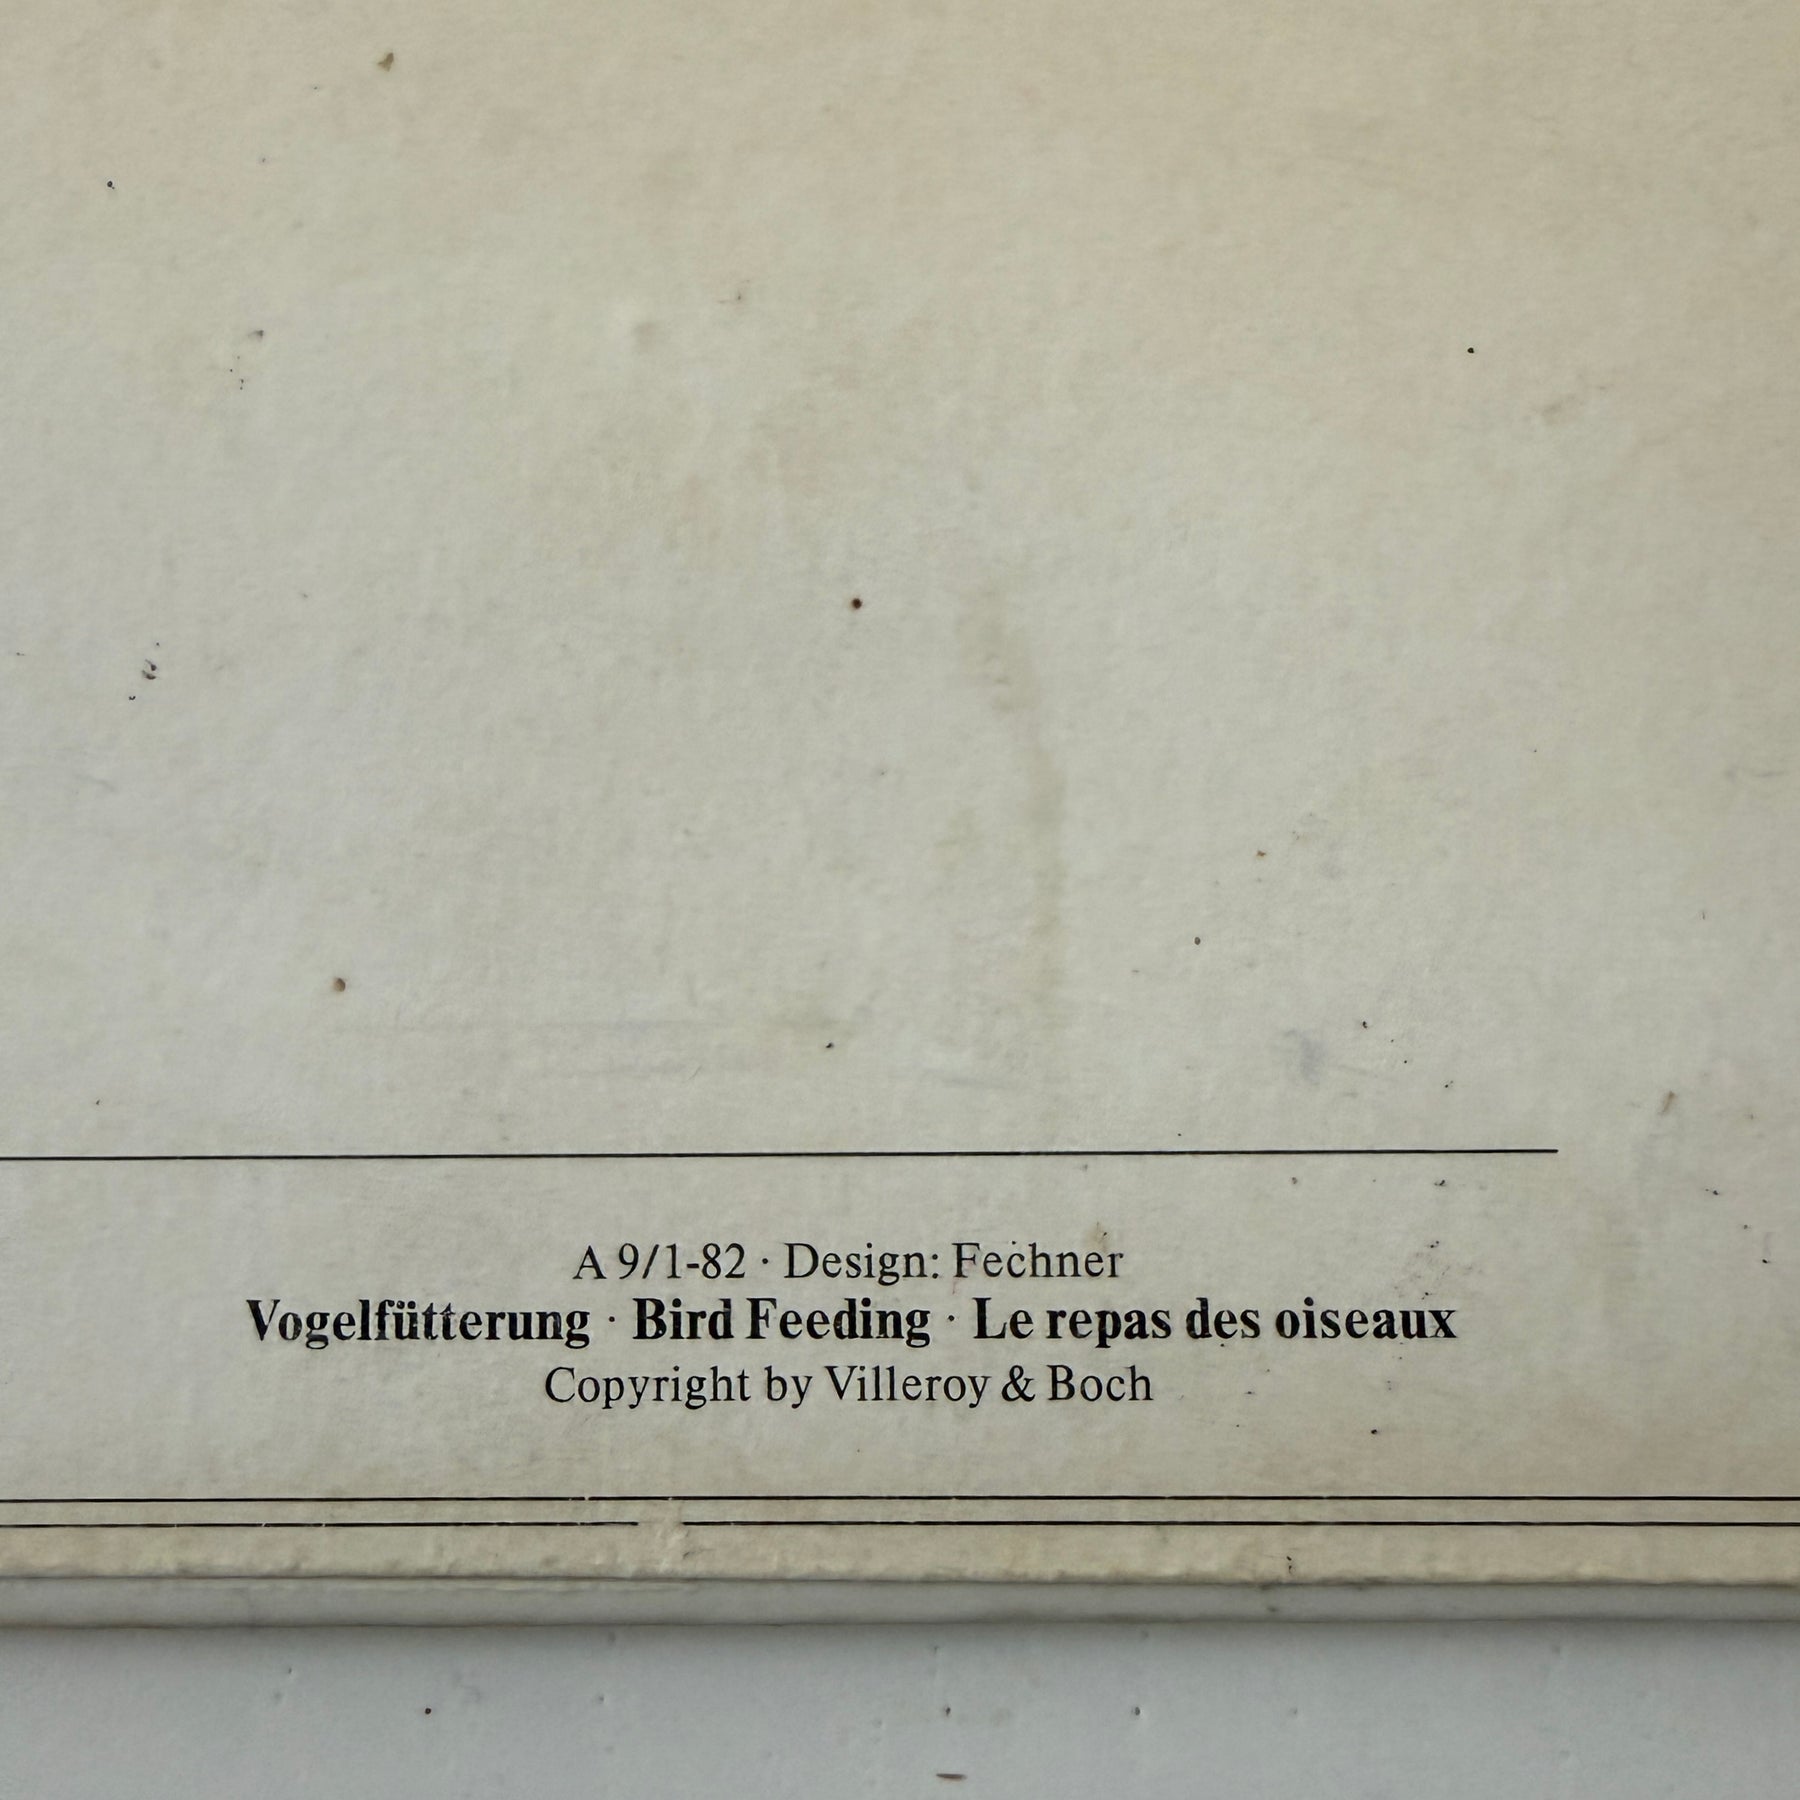 A 9/1-82 · Design: Fechner
Vogelfütterung · Bird Feeding · Le repas des oiseaux
Copyright by Villeroy & Boch